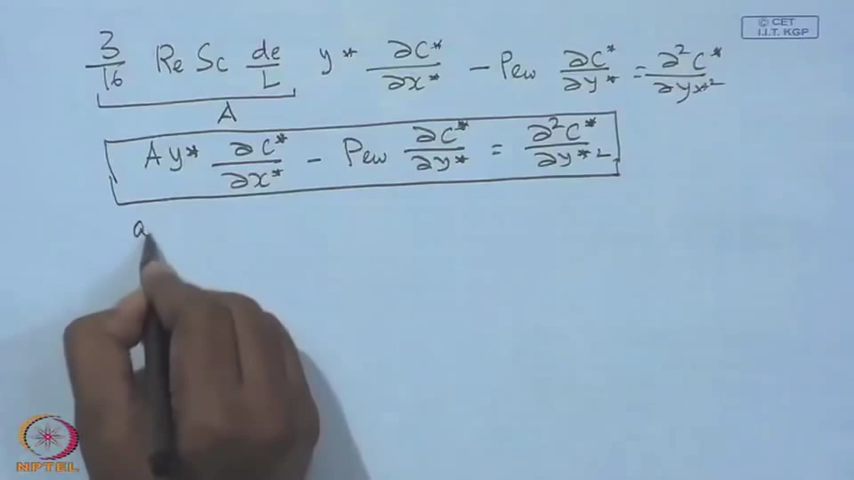 © CET
I.I.T. KGP
3/16 Re Sc de/L y* ∂c*/∂x* - Pew ∂c*/∂y* = ∂²c*/∂y*²
A
A y* ∂c*/∂x* - Pew ∂c*/∂y* = ∂²c*/∂y*²
a
NPTEL